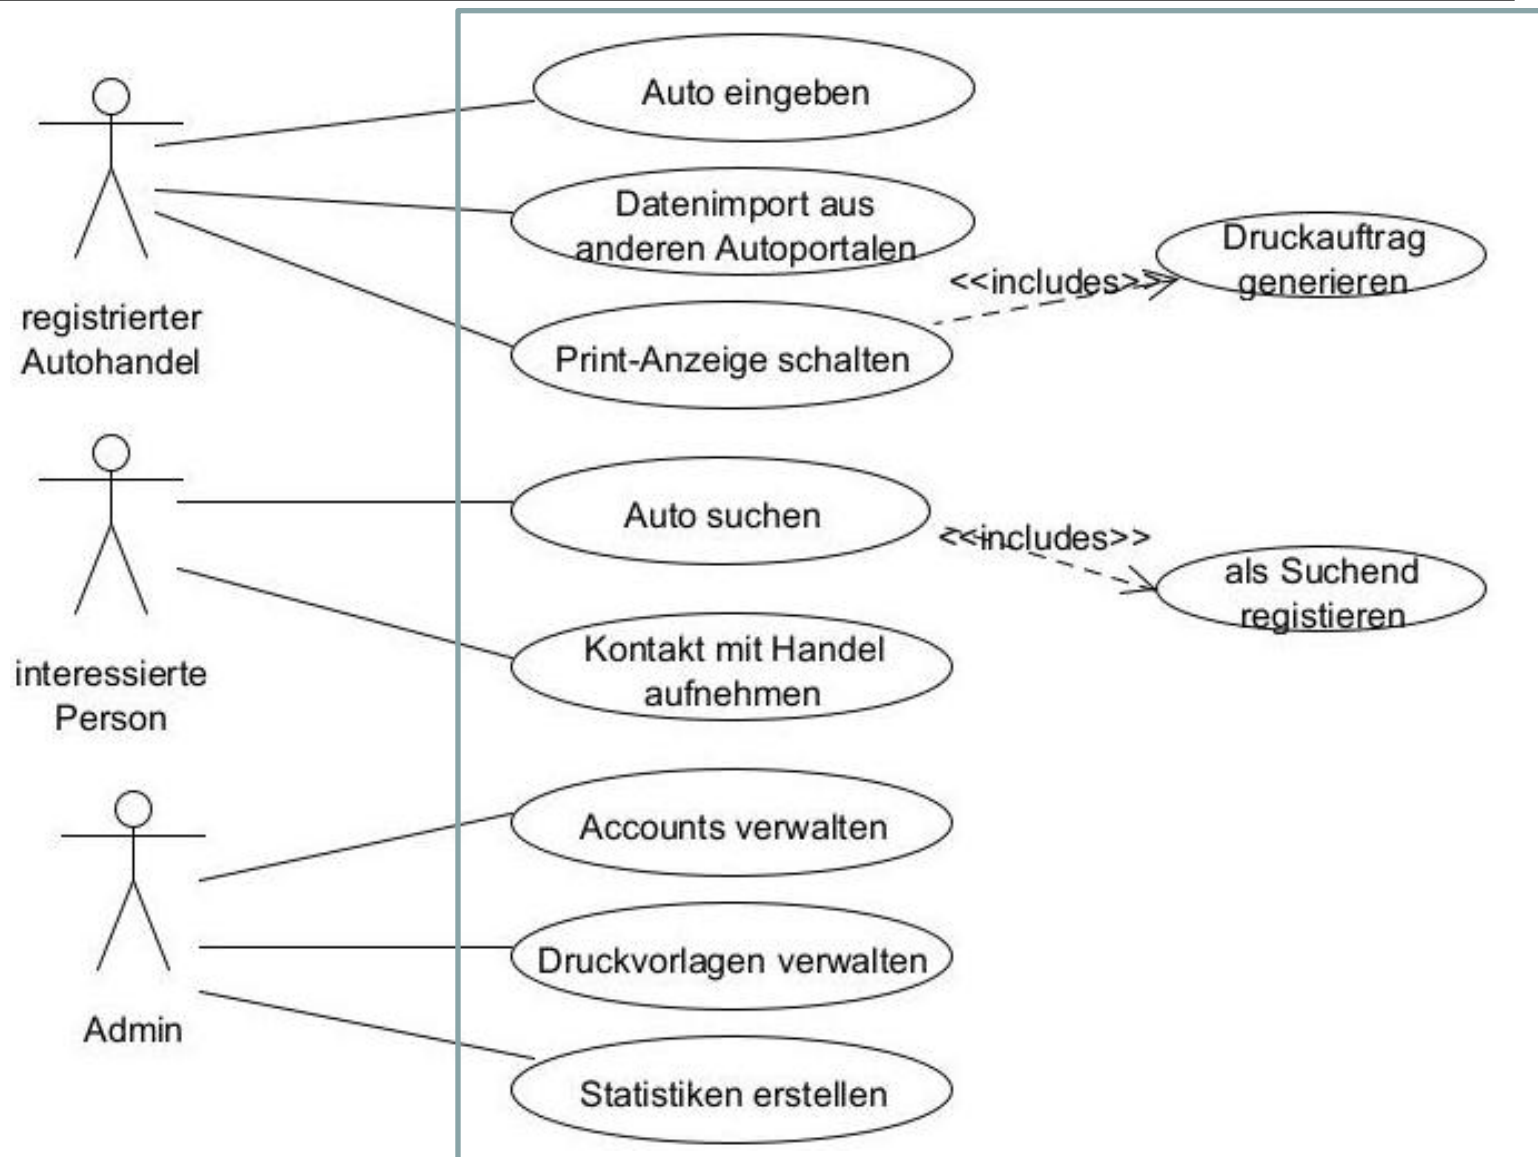 Auto eingeben
Datenimport aus
anderen Autoportalen
Druckauftrag
generieren
<<includes>>
registrierter
Autohandel
Print-Anzeige schalten
Auto suchen
<<includes>>
als Suchend
registieren
interessierte
Person
Kontakt mit Handel
aufnehmen
Accounts verwalten
Druckvorlagen verwalten
Admin
Statistiken erstellen